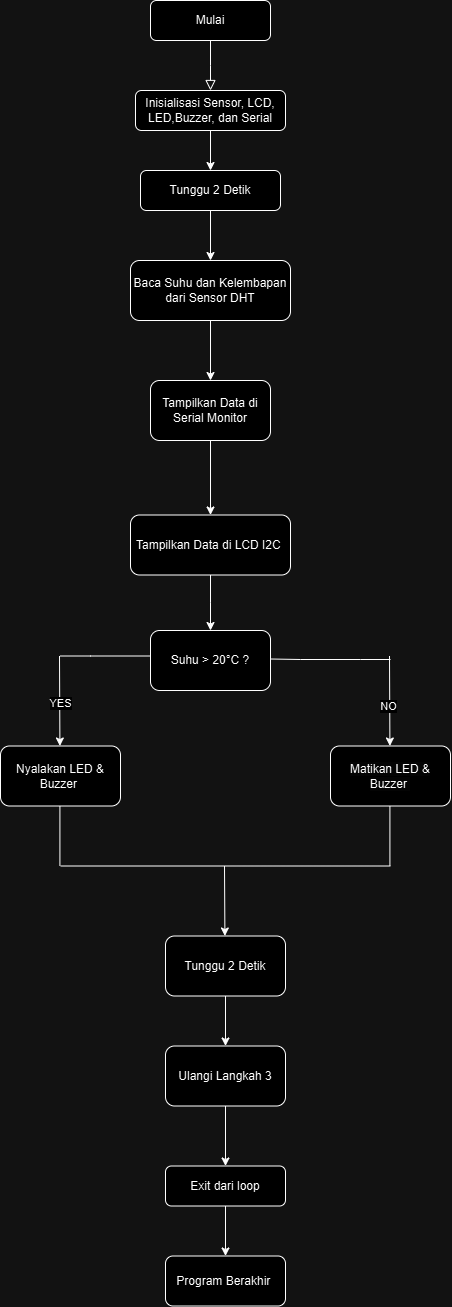 Mulai
Inisialisasi Sensor, LCD,
LED,Buzzer, dan Serial
Tunggu 2 Detik
Baca Suhu dan Kelembapan
dari Sensor DHT
Tampilkan Data di
Serial Monitor
Tampilkan Data di LCD I2C
Suhu > 20°C ?
YES
NO
Nyalakan LED &
Buzzer
Matikan LED &
Buzzer
Tunggu 2 Detik
Ulangi Langkah 3
Exit dari loop
Program Berakhir